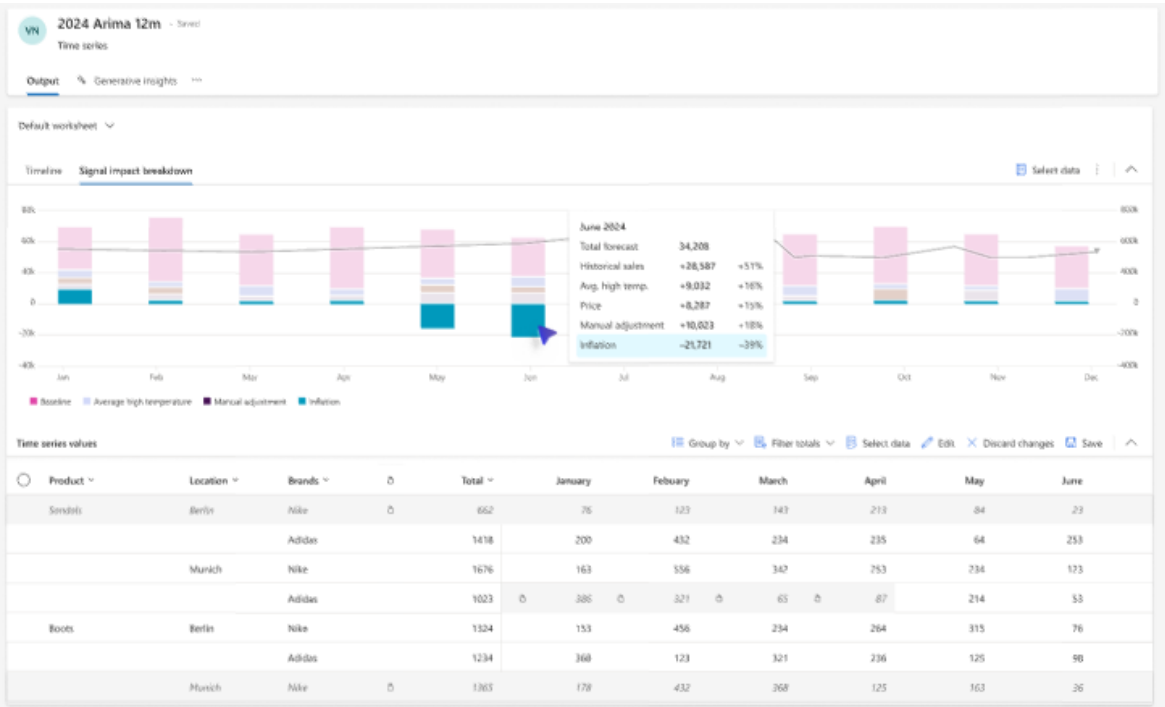 VN
2024 Arima 12m - Saved
Time series
Output Generative insights ...
Default worksheet
Timeline Signal impact breakdown Select data
80k 800k
60k 600k
40k 400k
0 0
-20k -200k
-40k -400k
June 2024
Total forecast 34,208
Historical sales +28,587 +51%
Avg. high temp. +9,032 +16%
Price +8,287 +15%
Manual adjustment +10,023 +18%
Inflation -21,721 -39%
Jan Feb Mar Apr May Jun Jul Aug Sep Oct Nov Dec
Baseline Average high temperature Manual adjustment Inflation
Time series values Group by Filter totals Select data Edit Discard changes Save
Product Location Brands Total January Febuary March April May June
Sandals Berlin Nike 662 76 123 143 213 84 23
Adidas 1418 200 432 234 235 64 253
Munich Nike 1676 163 556 342 253 234 123
Adidas 1023 386 321 65 87 214 53
Boots Berlin Nike 1324 153 456 234 264 315 76
Adidas 1234 368 123 321 236 125 98
Munich Nike 1365 178 432 368 125 163 36